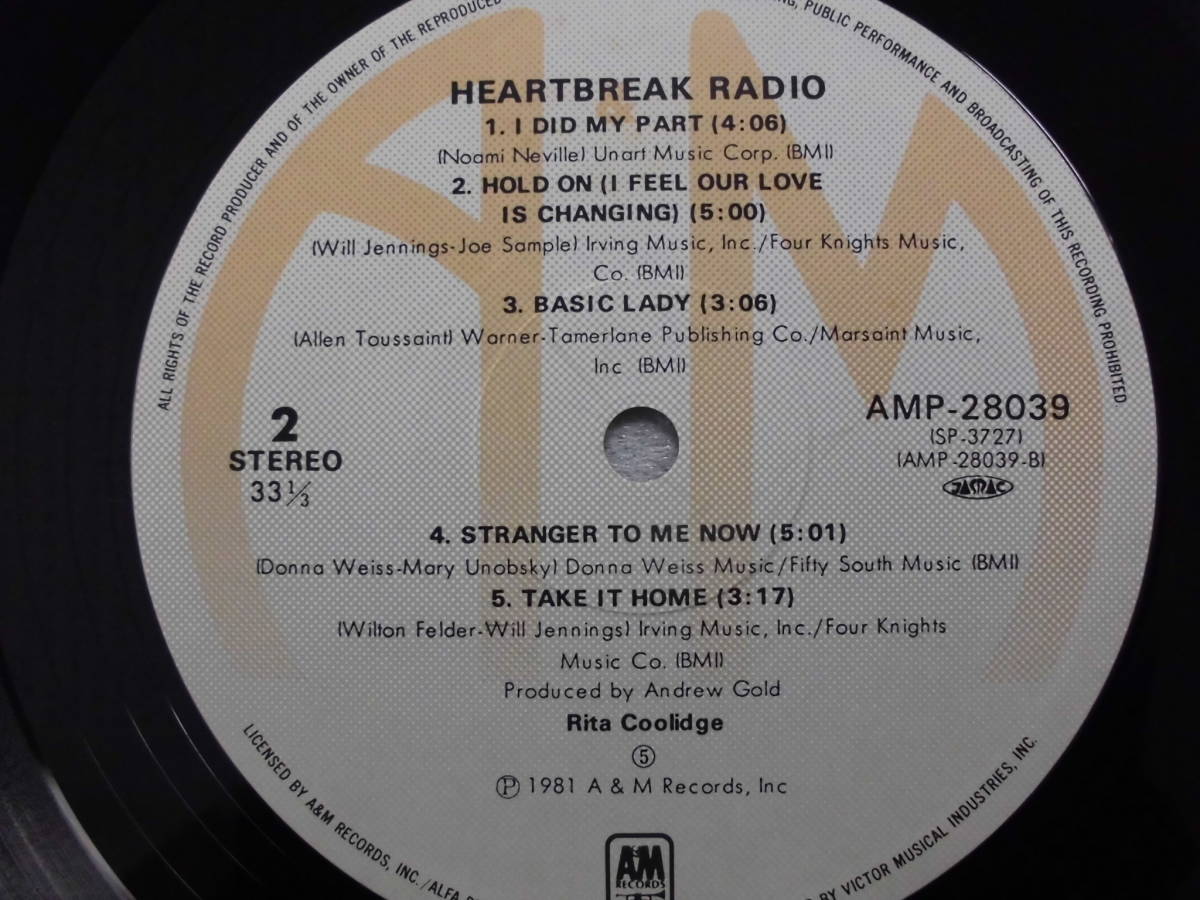 ALL RIGHTS OF THE RECORD PRODUCER AND OF THE OWNER OF THE REPRODUCED
PUBLIC PERFORMANCE AND BROADCASTING OF THIS RECORDING PROHIBITED.
HEARTBREAK RADIO
1. I DID MY PART (4:06)
(Noami Neville) Unart Music Corp. (BMI)
2. HOLD ON (I FEEL OUR LOVE
IS CHANGING) (5:00)
(Will Jennings-Joe Sample) Irving Music, Inc./Four Knights Music,
Co. (BMI)
3. BASIC LADY (3:06)
(Allen Toussaint) Warner-Tamerlane Publishing Co./Marsaint Music,
Inc (BMI)
2
STEREO
33 1/3
AMP-28039
(SP-3727)
(AMP-28039-B)
JASRAC
4. STRANGER TO ME NOW (5:01)
(Donna Weiss-Mary Unobsky) Donna Weiss Music/Fifty South Music (BMI)
5. TAKE IT HOME (3:17)
(Wilton Felder-Will Jennings) Irving Music, Inc./Four Knights
Music Co. (BMI)
Produced by Andrew Gold
Rita Coolidge
⑤
Ⓟ 1981 A & M Records, Inc
A&M
RECORDS
LICENSED BY A&M RECORDS, INC./ALFA
BY VICTOR MUSICAL INDUSTRIES, INC.